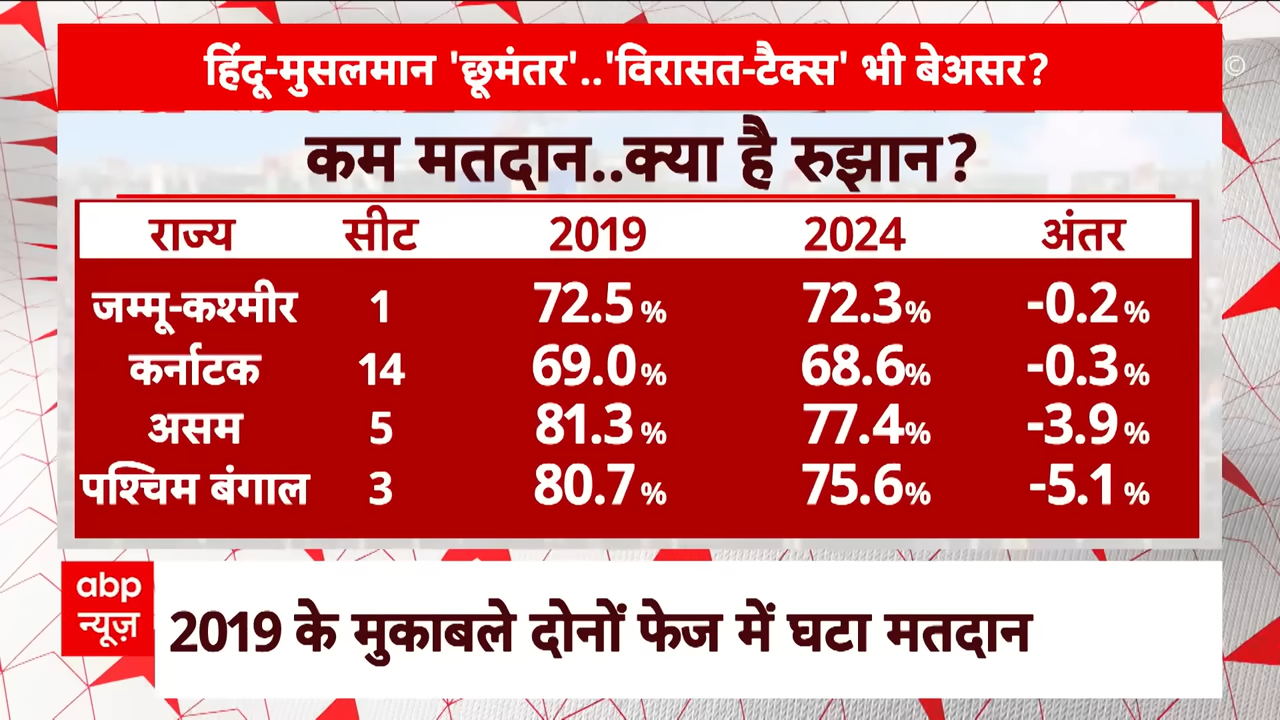 हिंदू-मुसलमान 'छूमंतर'..'विरासत-टैक्स' भी बेअसर?
©
कम मतदान..क्या है रुझान?
राज्य सीट 2019 2024 अंतर
जम्मू-कश्मीर 1 72.5 % 72.3% -0.2 %
कर्नाटक 14 69.0 % 68.6% -0.3 %
असम 5 81.3 % 77.4% -3.9 %
पश्चिम बंगाल 3 80.7 % 75.6% -5.1 %
abp
न्यूज़
2019 के मुकाबले दोनों फेज में घटा मतदान